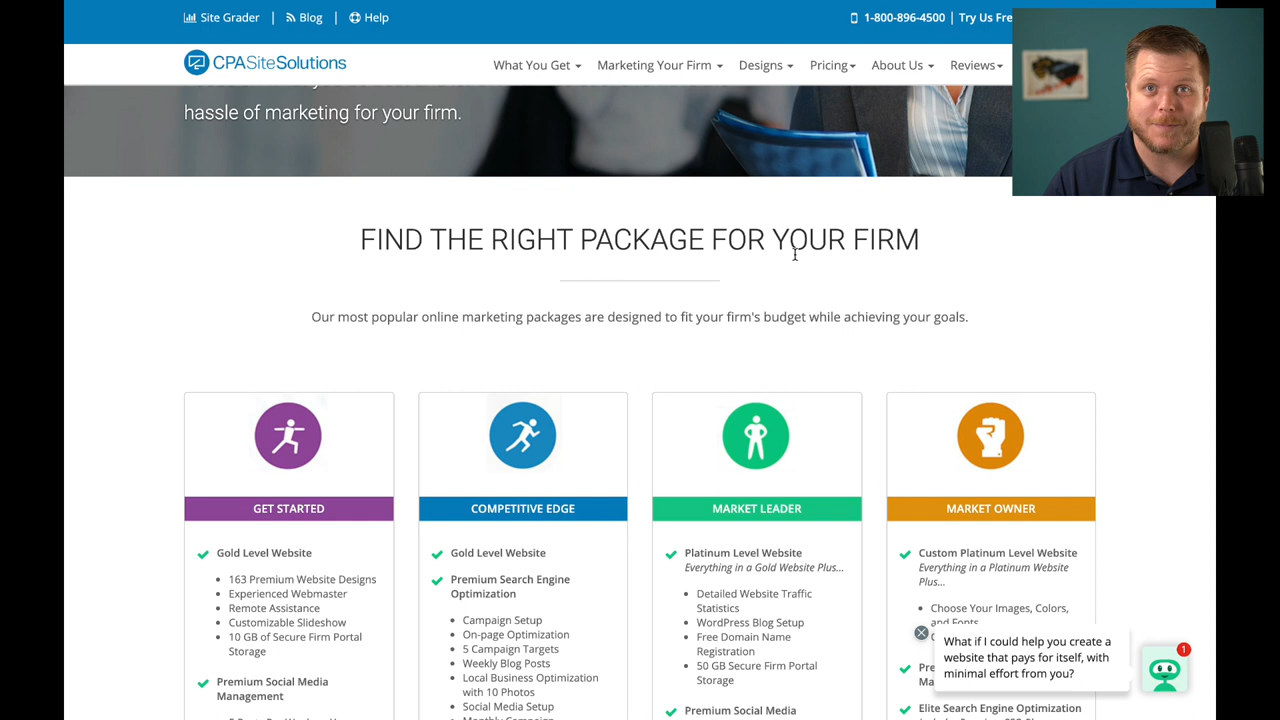 Site Grader
Blog
Help
1-800-896-4500 | Try Us Fre
CPASiteSolutions
What You Get
Marketing Your Firm
Designs
Pricing
About Us
Reviews
hassle of marketing for your firm.
FIND THE RIGHT PACKAGE FOR YOUR FIRM
Our most popular online marketing packages are designed to fit your firm's budget while achieving your goals.
GET STARTED
Gold Level Website
163 Premium Website Designs
Experienced Webmaster
Remote Assistance
Customizable Slideshow
10 GB of Secure Firm Portal
Storage
Premium Social Media
Management
COMPETITIVE EDGE
Gold Level Website
Premium Search Engine
Optimization
Campaign Setup
On-page Optimization
5 Campaign Targets
Weekly Blog Posts
Local Business Optimization
with 10 Photos
Social Media Setup
MARKET LEADER
Platinum Level Website
Everything in a Gold Website Plus...
Detailed Website Traffic
Statistics
WordPress Blog Setup
Free Domain Name
Registration
50 GB Secure Firm Portal
Storage
Premium Social Media
MARKET OWNER
Custom Platinum Level Website
Everything in a Platinum Website
Plus...
Choose Your Images, Colors,
and Fonts
Elite Search Engine Optimization
What if I could help you create a
website that pays for itself, with
minimal effort from you?
1